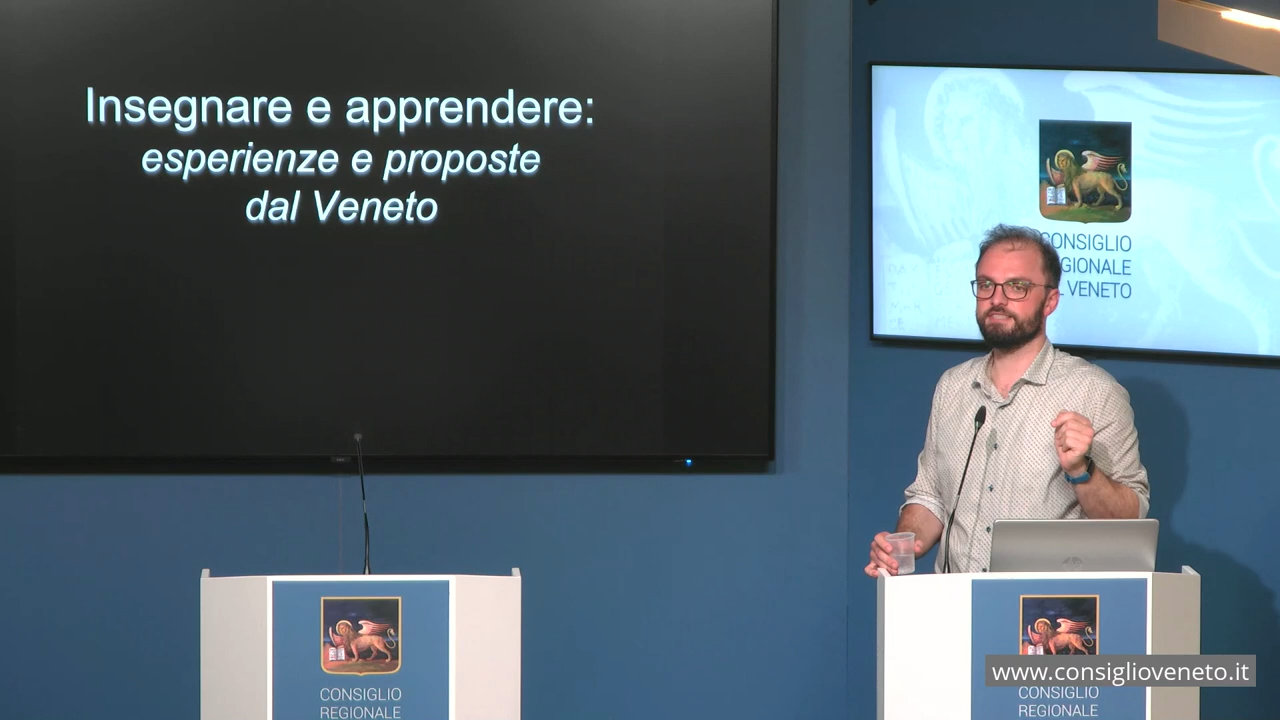 Insegnare e apprendere:
esperienze e proposte
dal Veneto
CONSIGLIO
REGIONALE
L VENETO
CONSIGLIO
REGIONALE
www.consiglioveneto.it
CONSIGLIO
REGIONALE